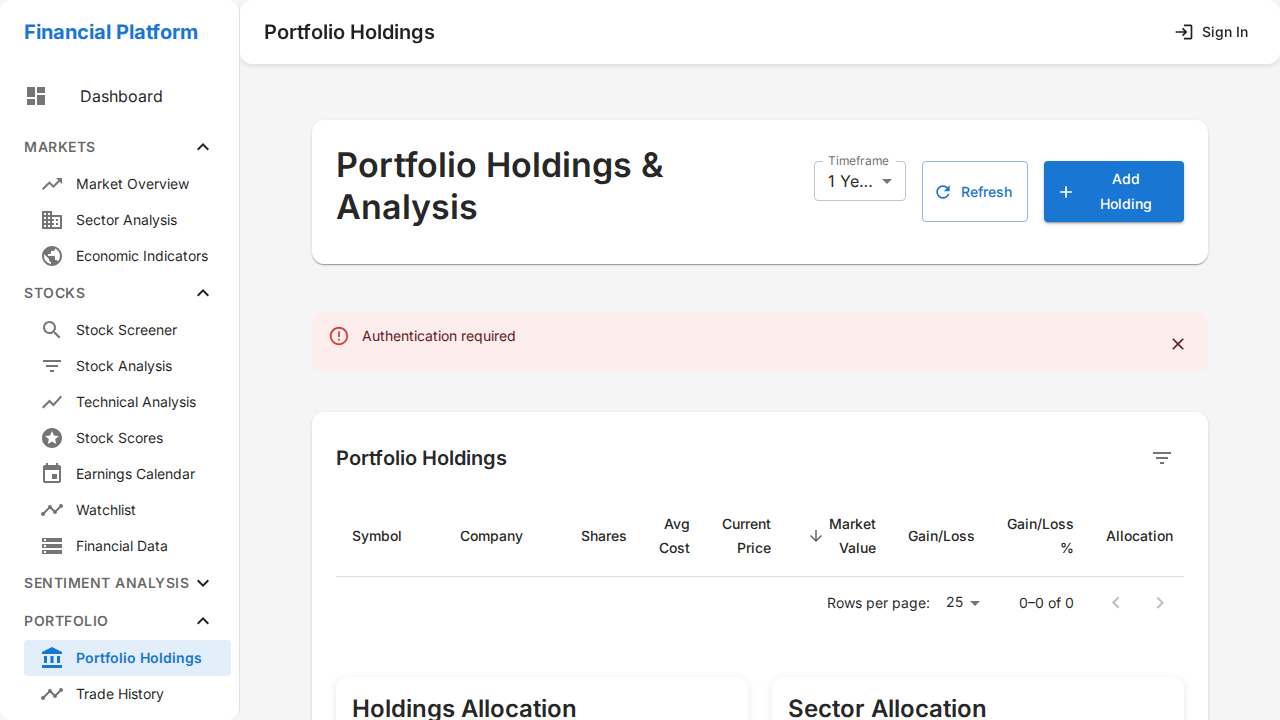 Financial Platform
Portfolio Holdings
Sign In
Dashboard
MARKETS
Market Overview
Sector Analysis
Economic Indicators
STOCKS
Stock Screener
Stock Analysis
Technical Analysis
Stock Scores
Earnings Calendar
Watchlist
Financial Data
SENTIMENT ANALYSIS
PORTFOLIO
Portfolio Holdings
Trade History
Portfolio Holdings &
Analysis
Timeframe
1 Ye...
Refresh
Add
Holding
Authentication required
Portfolio Holdings
Symbol
Company
Shares
Avg
Cost
Current
Price
Market
Value
Gain/Loss
Gain/Loss
%
Allocation
Rows per page:
25
0–0 of 0
Holdings Allocation
Sector Allocation